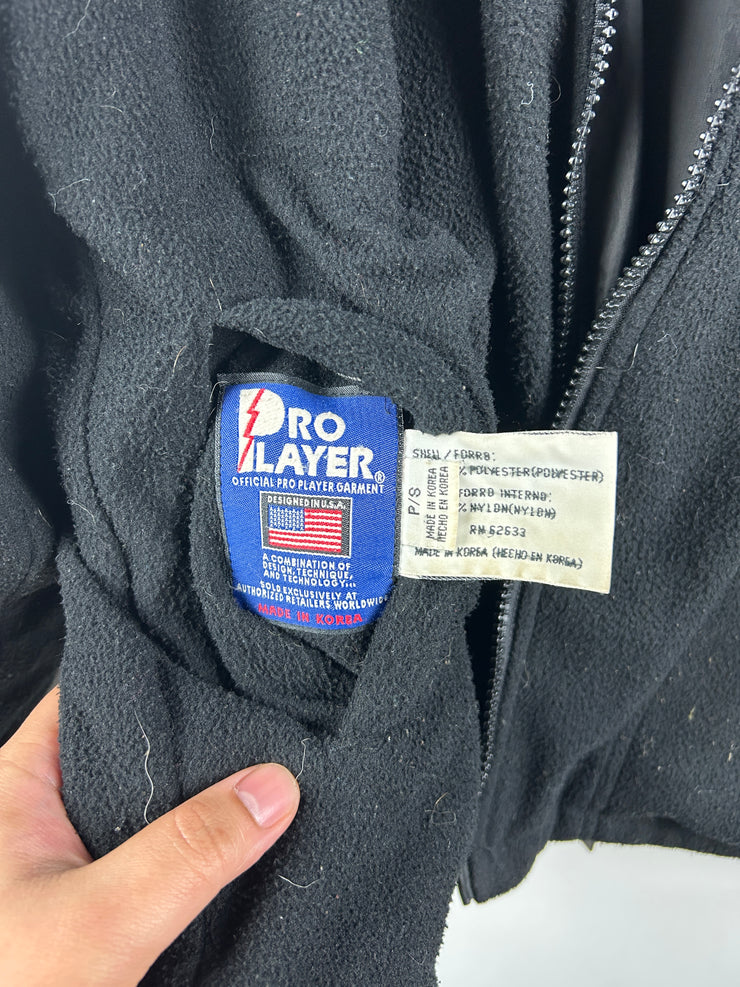 PRO
PLAYER®
OFFICIAL PRO PLAYER GARMENT
DESIGNED IN U.S.A.
A COMBINATION OF
DESIGN, TECHNIQUE,
AND TECHNOLOGY...
SOLD EXCLUSIVELY AT
AUTHORIZED RETAILERS WORLDWIDE
MADE IN KOREA
P/S
MADE IN KOREA
HECHO EN KOREA
SHELL/FORRO:
% POLYESTER(POLYESTER)
FORRO INTERNO:
% NYLON(NYLON)
RN 62633
MADE IN KOREA (HECHO EN KOREA)